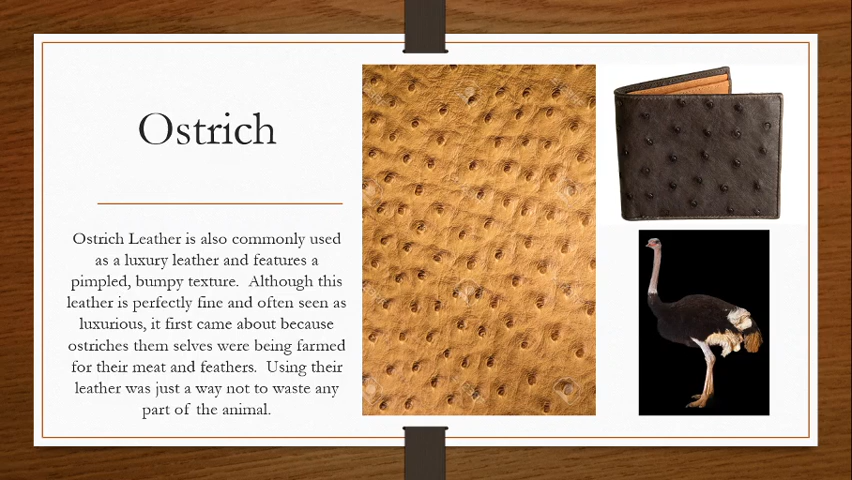 Ostrich
Ostrich Leather is also commonly used
as a luxury leather and features a
pimpled, bumpy texture.  Although this
leather is perfectly fine and often seen as
luxurious, it first came about because
ostriches them selves were being farmed
for their meat and feathers.  Using their
leather was just a way not to waste any
part of the animal.